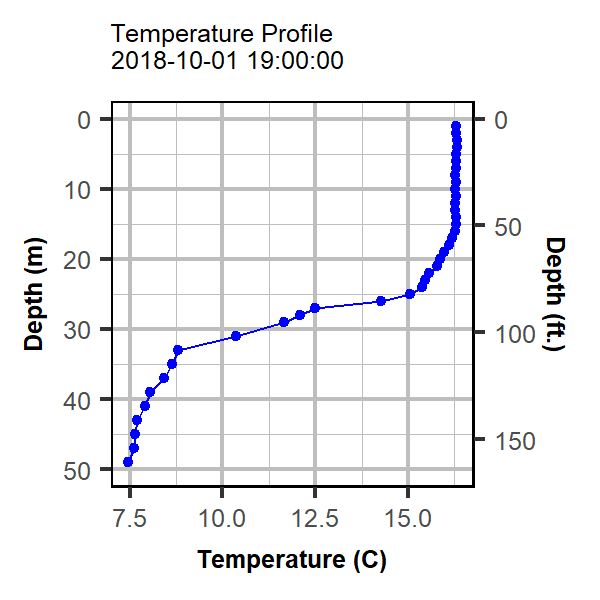 Temperature Profile
2018-10-01 19:00:00
0
10
20
30
40
50
Depth (m)
0
50
100
150
Depth (ft.)
7.5 10.0 12.5 15.0
Temperature (C)